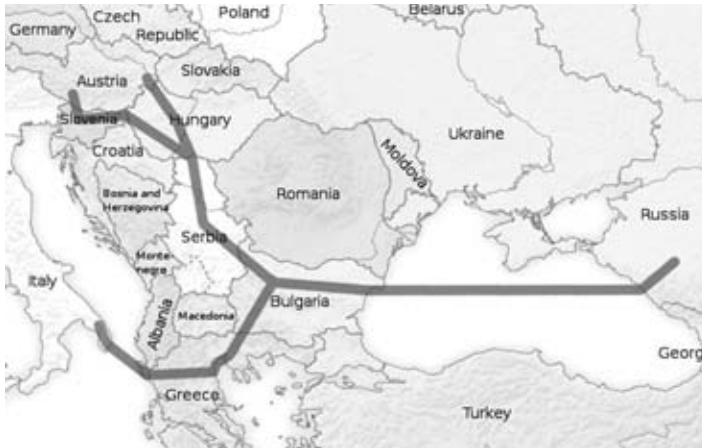 Poland
Belarus
Czech
Republic
Germany
Slovakia
Austria
Slovenia
Hungary
Ukraine
Croatia
Moldova
Bosnia and
Herzegovina
Romania
Russia
Serbia
Monte-
negro
Italy
Bulgaria
Albania
Macedonia
Georg
Greece
Turkey